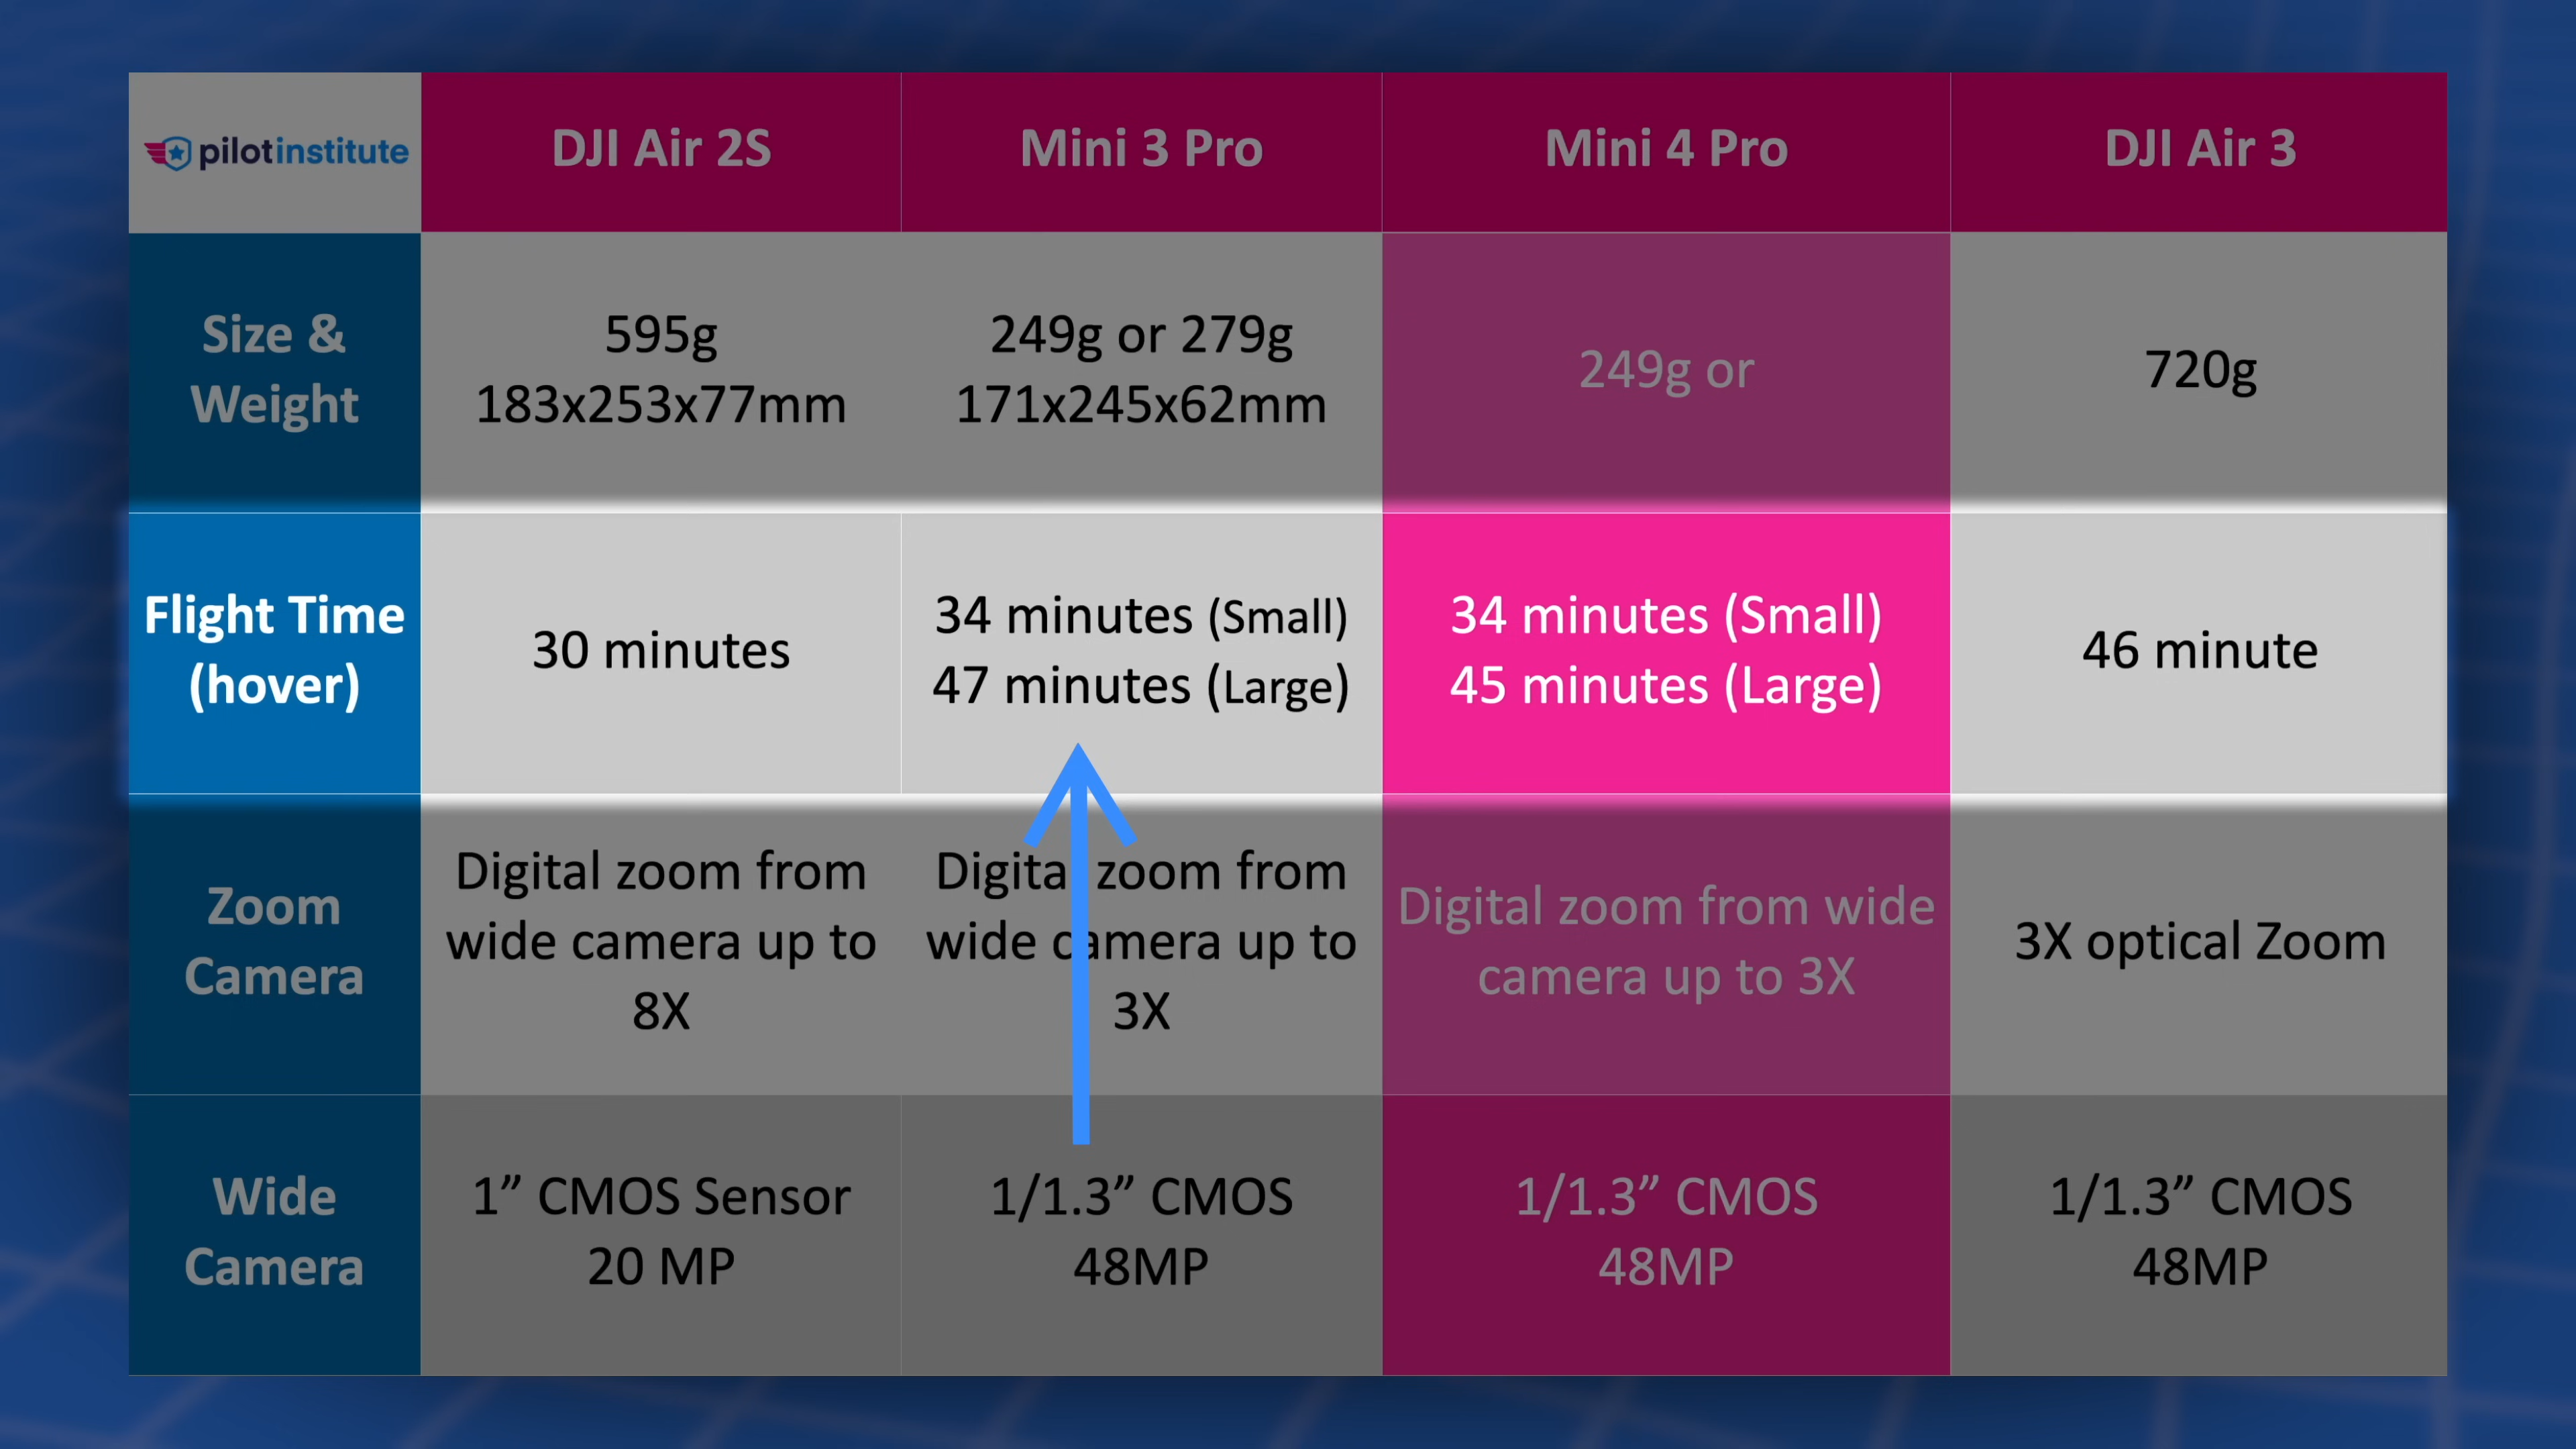 pilotinstitute
DJI Air 2S
Mini 3 Pro
Mini 4 Pro
DJI Air 3
Size &
Weight
595g
183x253x77mm
249g or 279g
171x245x62mm
249g or
720g
Flight Time
(hover)
30 minutes
34 minutes (Small)
47 minutes (Large)
34 minutes (Small)
45 minutes (Large)
46 minute
Zoom
Camera
Digital zoom from
wide camera up to
8X
Digital zoom from
wide camera up to
3X
Digital zoom from wide
camera up to 3X
3X optical Zoom
Wide
Camera
1” CMOS Sensor
20 MP
1/1.3” CMOS
48MP
1/1.3” CMOS
48MP
1/1.3” CMOS
48MP